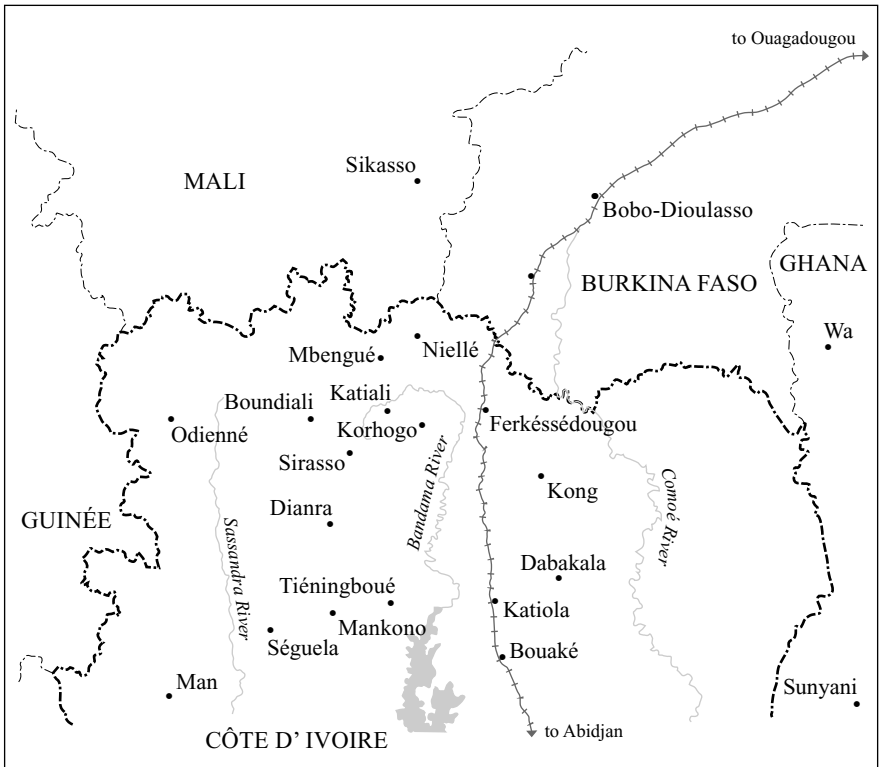 to Ouagadougou
Sikasso
MALI
Bobo-Dioulasso
GHANA
BURKINA FASO
Wa
Niellé
Mbengué
Katiali
Boundiali
Odienné
Korhogo
Ferkéssédougou
Sirasso
Kong
Bandama River
Comoé River
Dianra
GUINÉE
Sassandra River
Dabakala
Tiéningboué
Katiola
Mankono
Séguela
Bouaké
Man
Sunyani
to Abidjan
CÔTE D’ IVOIRE